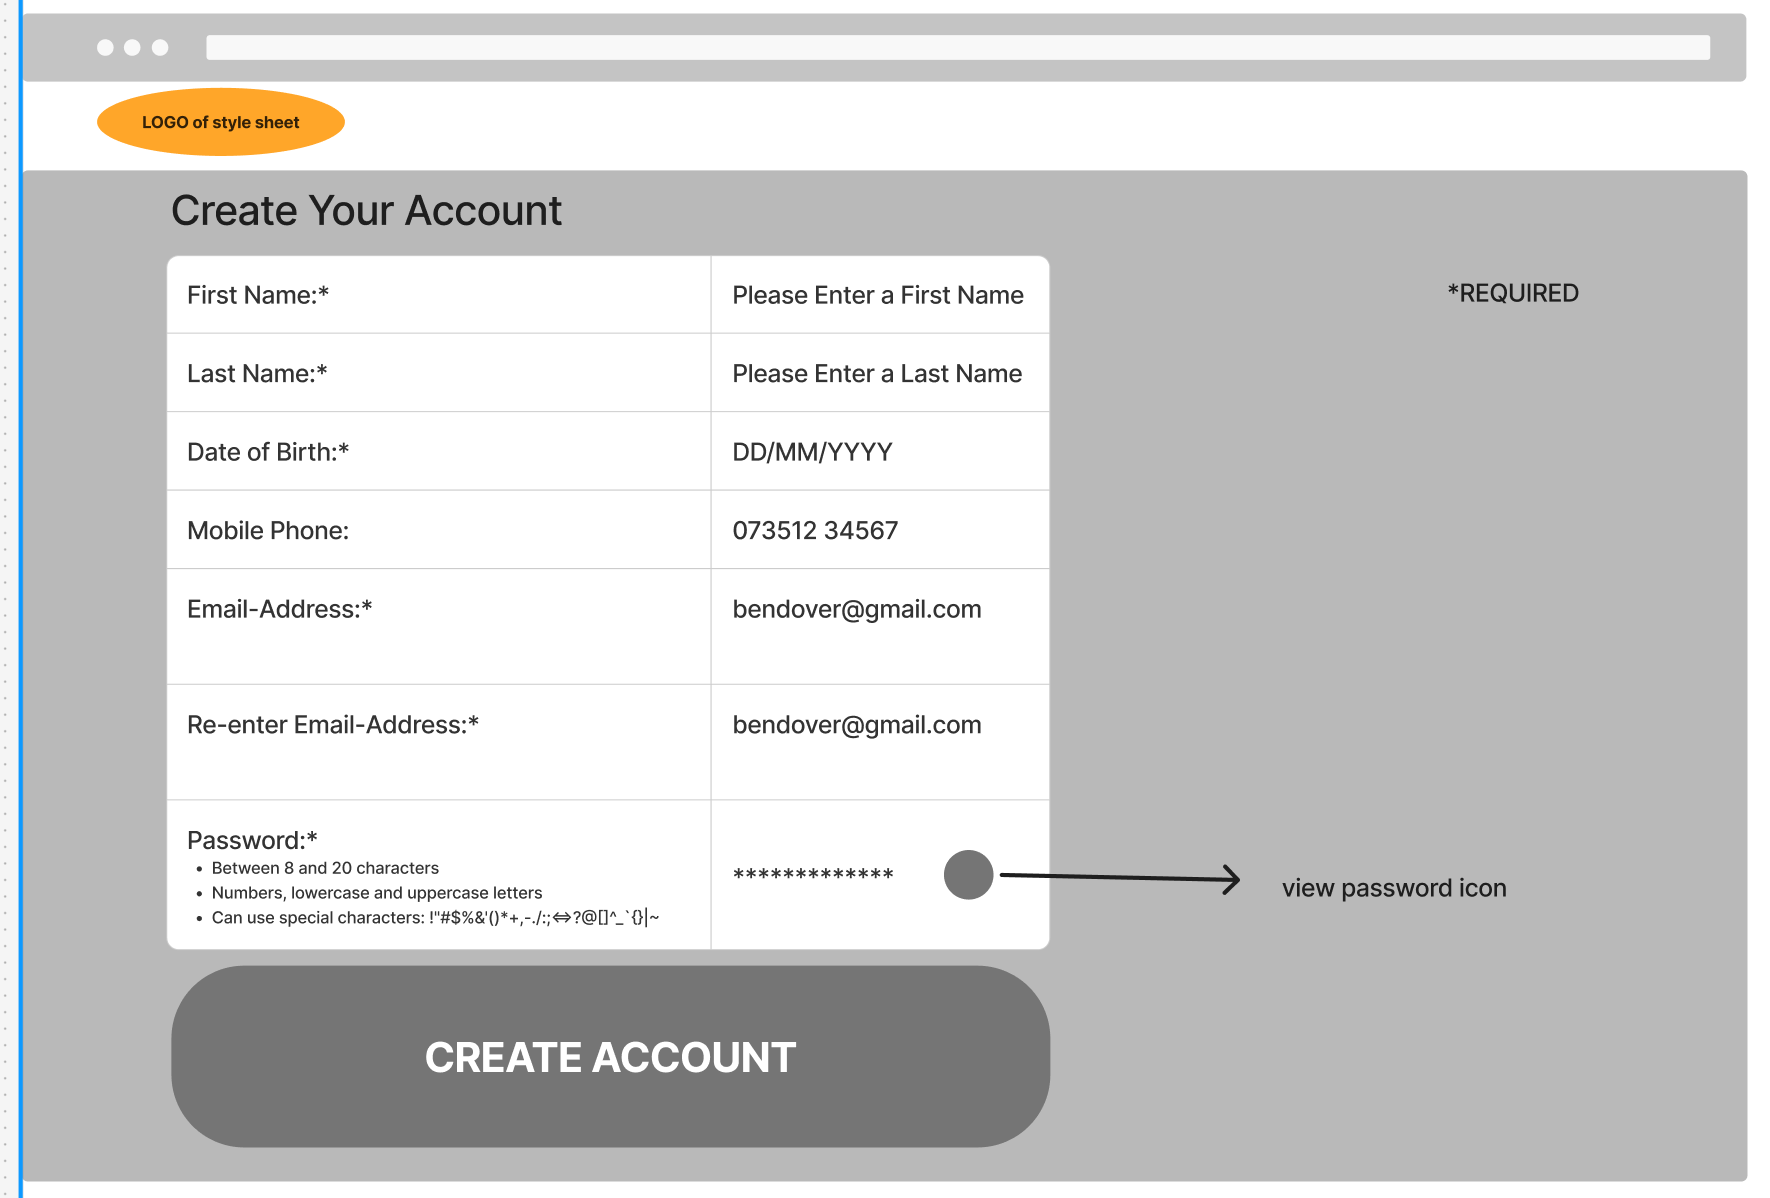 LOGO of style sheet
Create Your Account
First Name:*
Please Enter a First Name
*REQUIRED
Last Name:*
Please Enter a Last Name
Date of Birth:*
DD/MM/YYYY
Mobile Phone:
073512 34567
Email-Address:*
bendover@gmail.com
Re-enter Email-Address:*
bendover@gmail.com
Password:*
• Between 8 and 20 characters
• Numbers, lowercase and uppercase letters
• Can use special characters: !"#$%&'()*+,-./:;<=>?@[]^_`{}|~
*************
view password icon
CREATE ACCOUNT